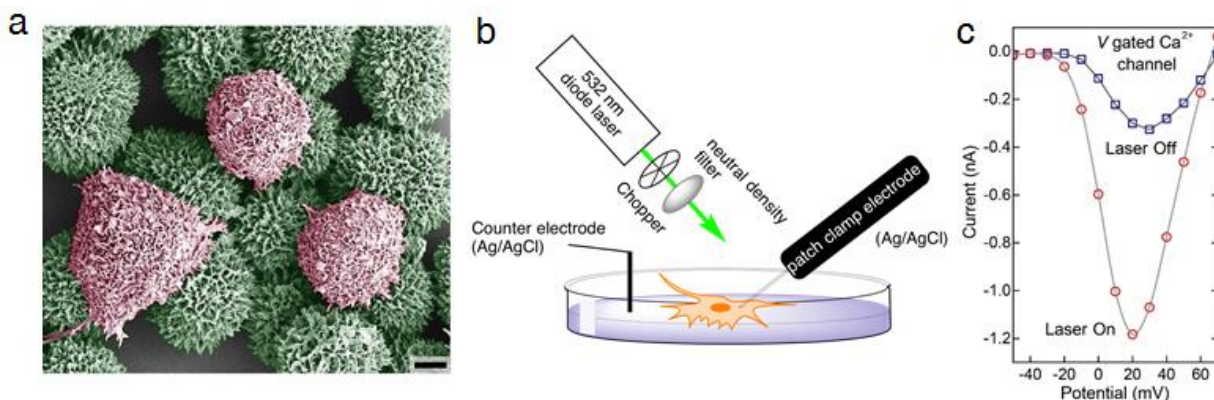 a
b
532 nm
diode laser
Chopper
neutral density
filter
Counter electrode
(Ag/AgCl)
patch clamp electrode
(Ag/AgCl)
c
V gated Ca²⁺
channel
Laser Off
Laser On
Current (nA)
0.0
-0.2
-0.4
-0.6
-0.8
-1.0
-1.2
-40 -20 0 20 40 60
Potential (mV)